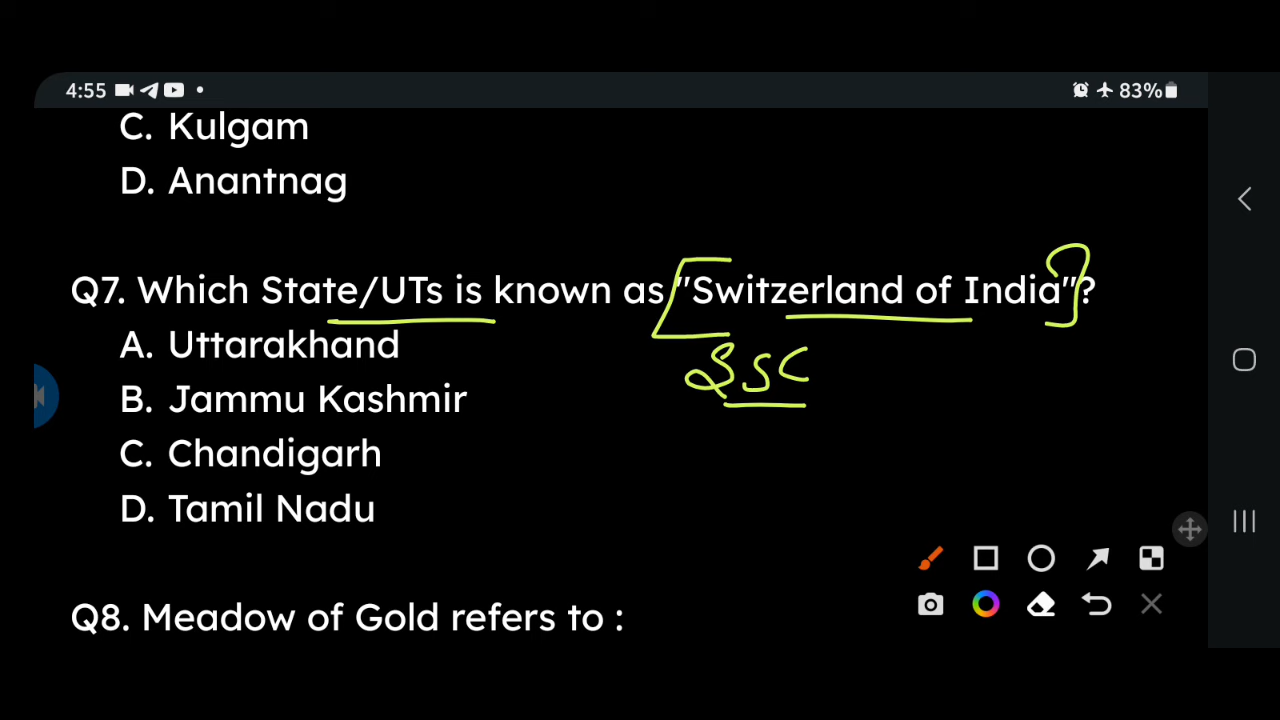 4:55 83%
C. Kulgam
D. Anantnag
Q7. Which State/UTs is known as "Switzerland of India"?
A. Uttarakhand
SSC
B. Jammu Kashmir
C. Chandigarh
D. Tamil Nadu
Q8. Meadow of Gold refers to :